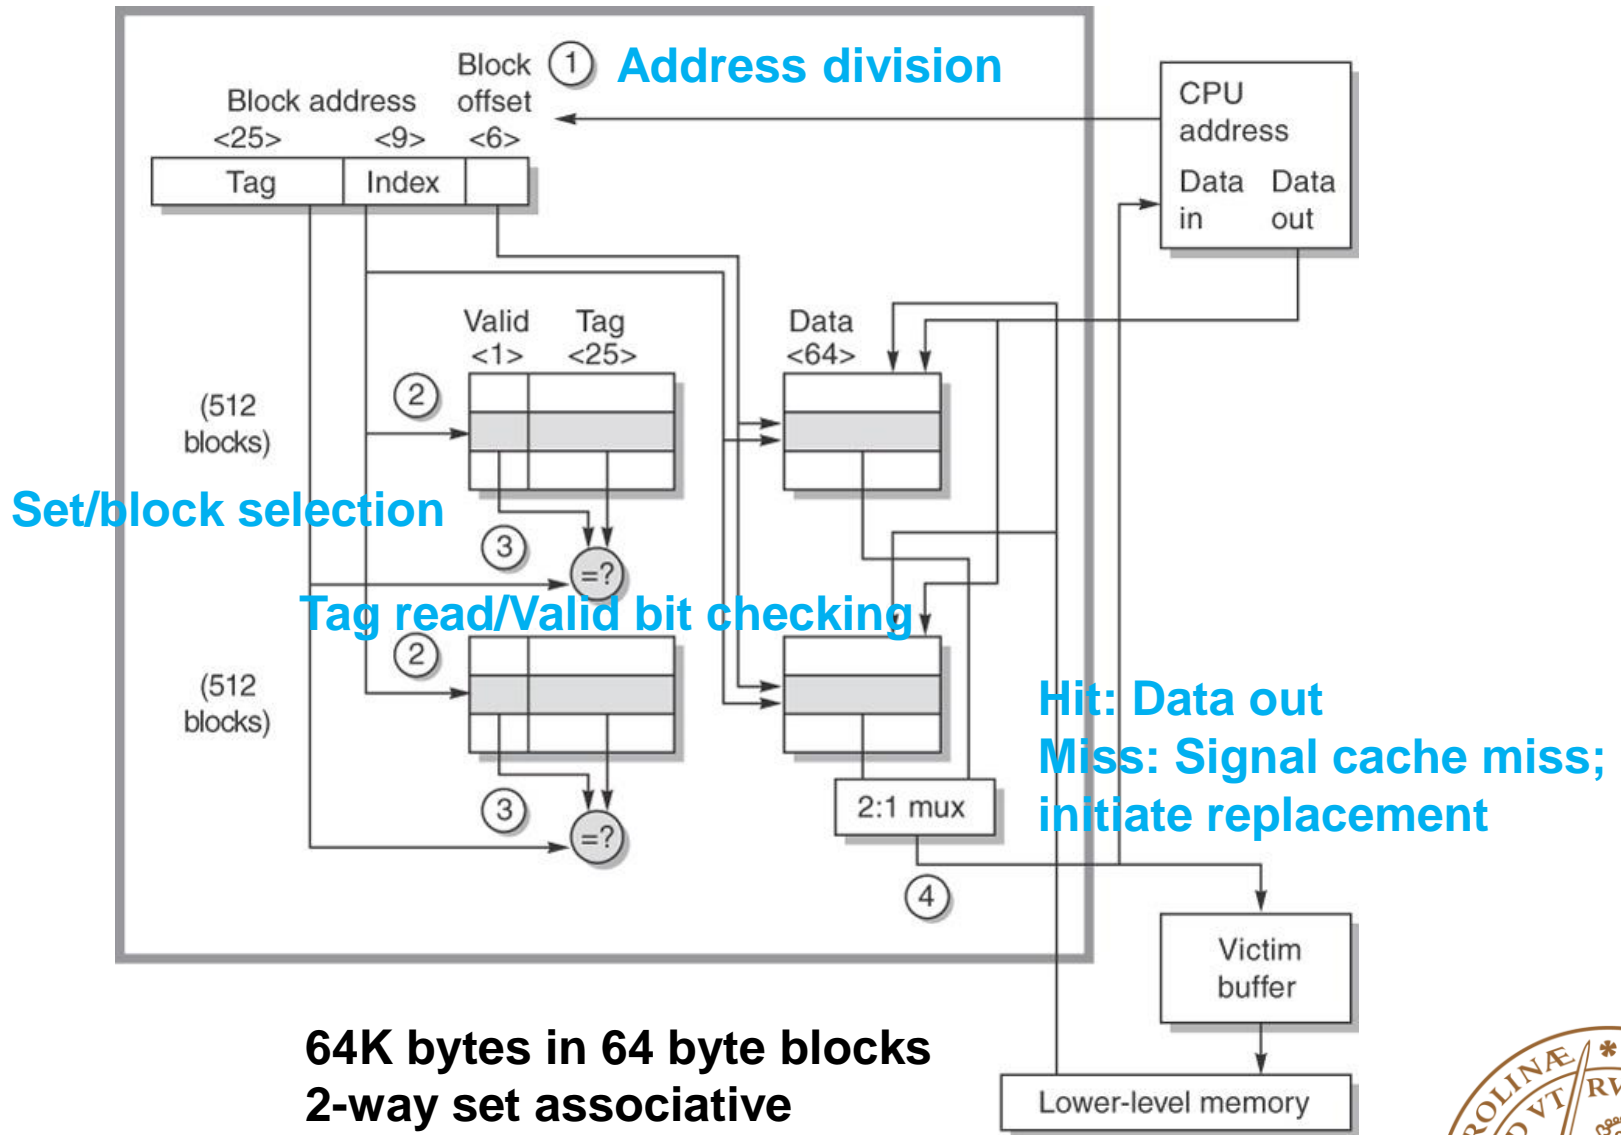 Block ① Address division
Block address offset
<25> <9> <6>
Tag Index
CPU
address
Data Data
in out
Valid Tag
<1> <25>
Data
<64>
②
(512
blocks)
Set/block selection
③
=?
Tag read/Valid bit checking
②
(512
blocks)
③
=?
2:1 mux
④
Hit: Data out
Miss: Signal cache miss;
initiate replacement
Victim
buffer
Lower-level memory
64K bytes in 64 byte blocks
2-way set associative